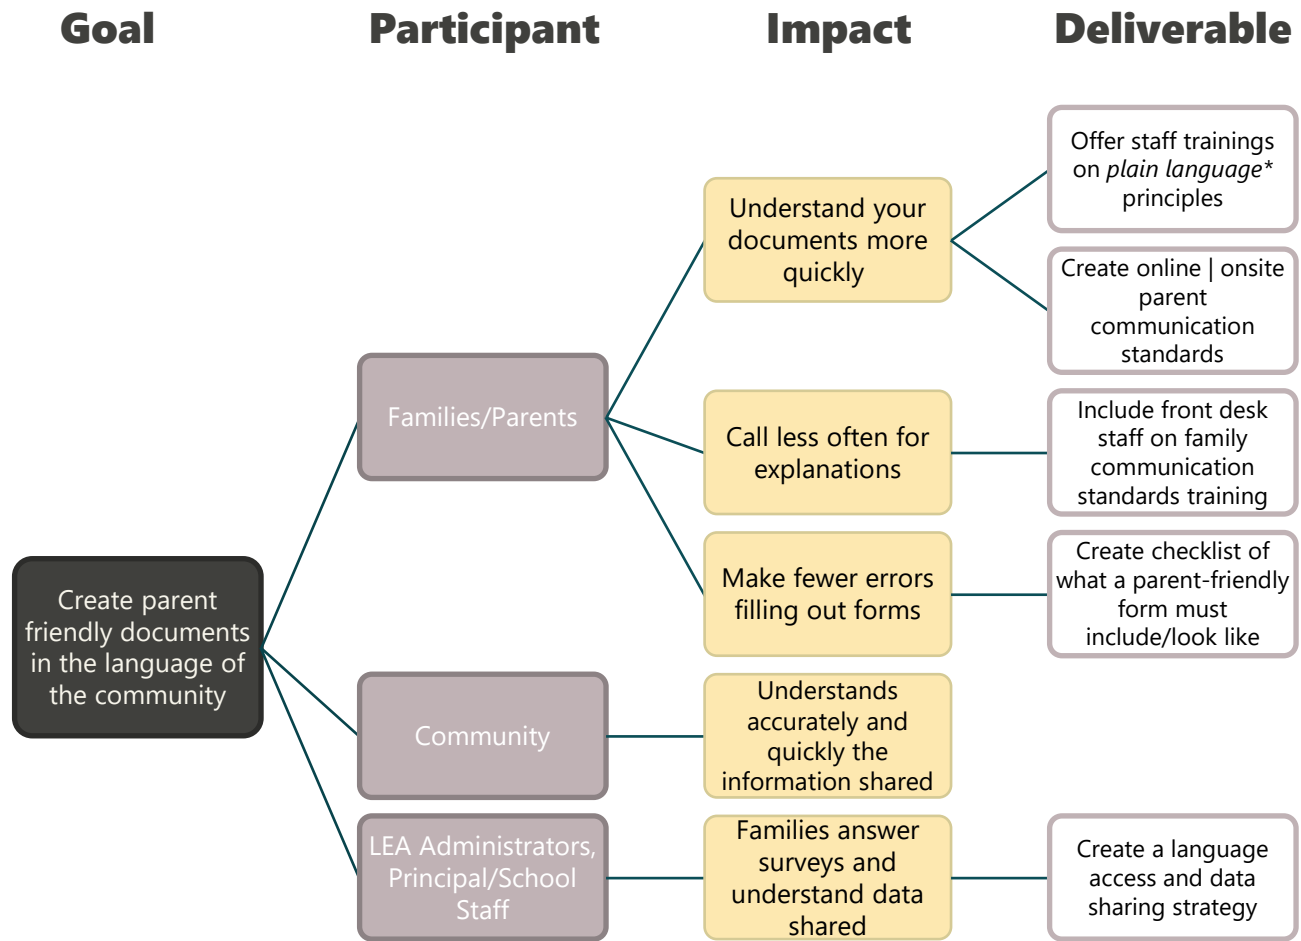 Goal
Participant
Impact
Deliverable
Create parent
friendly documents
in the language of
the community
Families/Parents
Understand your
documents more
quickly
Offer staff trainings
on plain language*
principles
Create online | onsite
parent
communication
standards
Call less often for
explanations
Include front desk
staff on family
communication
standards training
Make fewer errors
filling out forms
Create checklist of
what a parent-friendly
form must
include/look like
Community
Understands
accurately and
quickly the
information shared
LEA Administrators,
Principal/School
Staff
Families answer
surveys and
understand data
shared
Create a language
access and data
sharing strategy